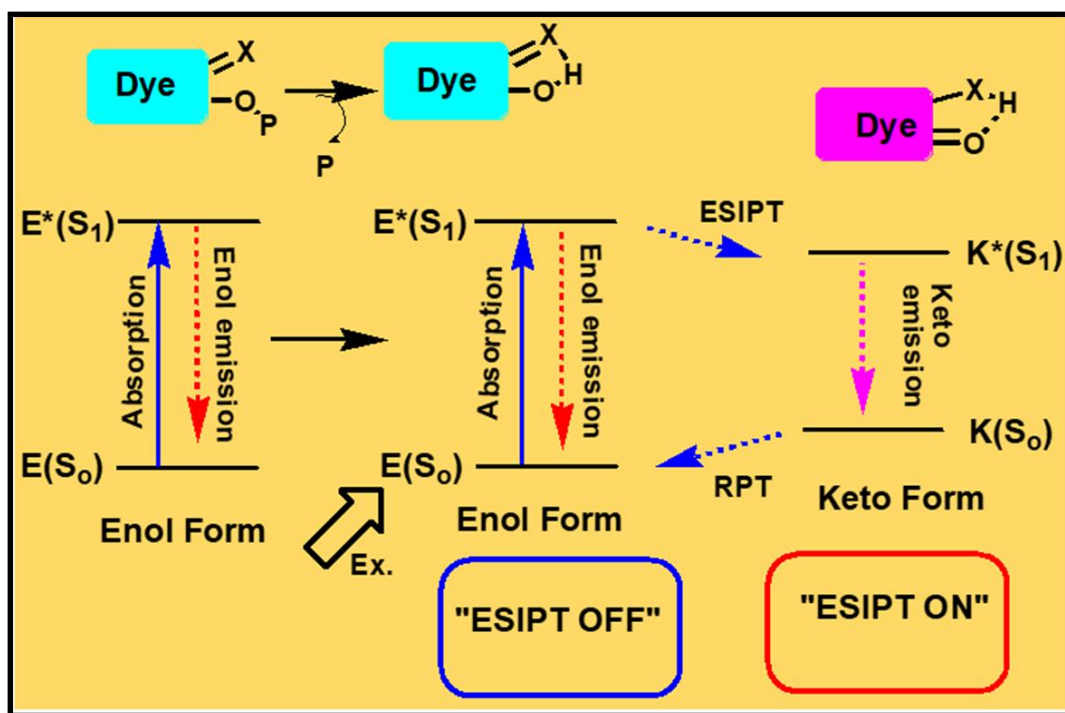 Dye
X
O
P
P
Dye
X
H
O
Dye
X
H
O
E*(S₁)
Absorption
Enol emission
E(Sₒ)
Enol Form
Ex.
E*(S₁)
Absorption
Enol emission
E(Sₒ)
Enol Form
"ESIPT OFF"
ESIPT
RPT
K*(S₁)
Keto
emission
K(Sₒ)
Keto Form
"ESIPT ON"